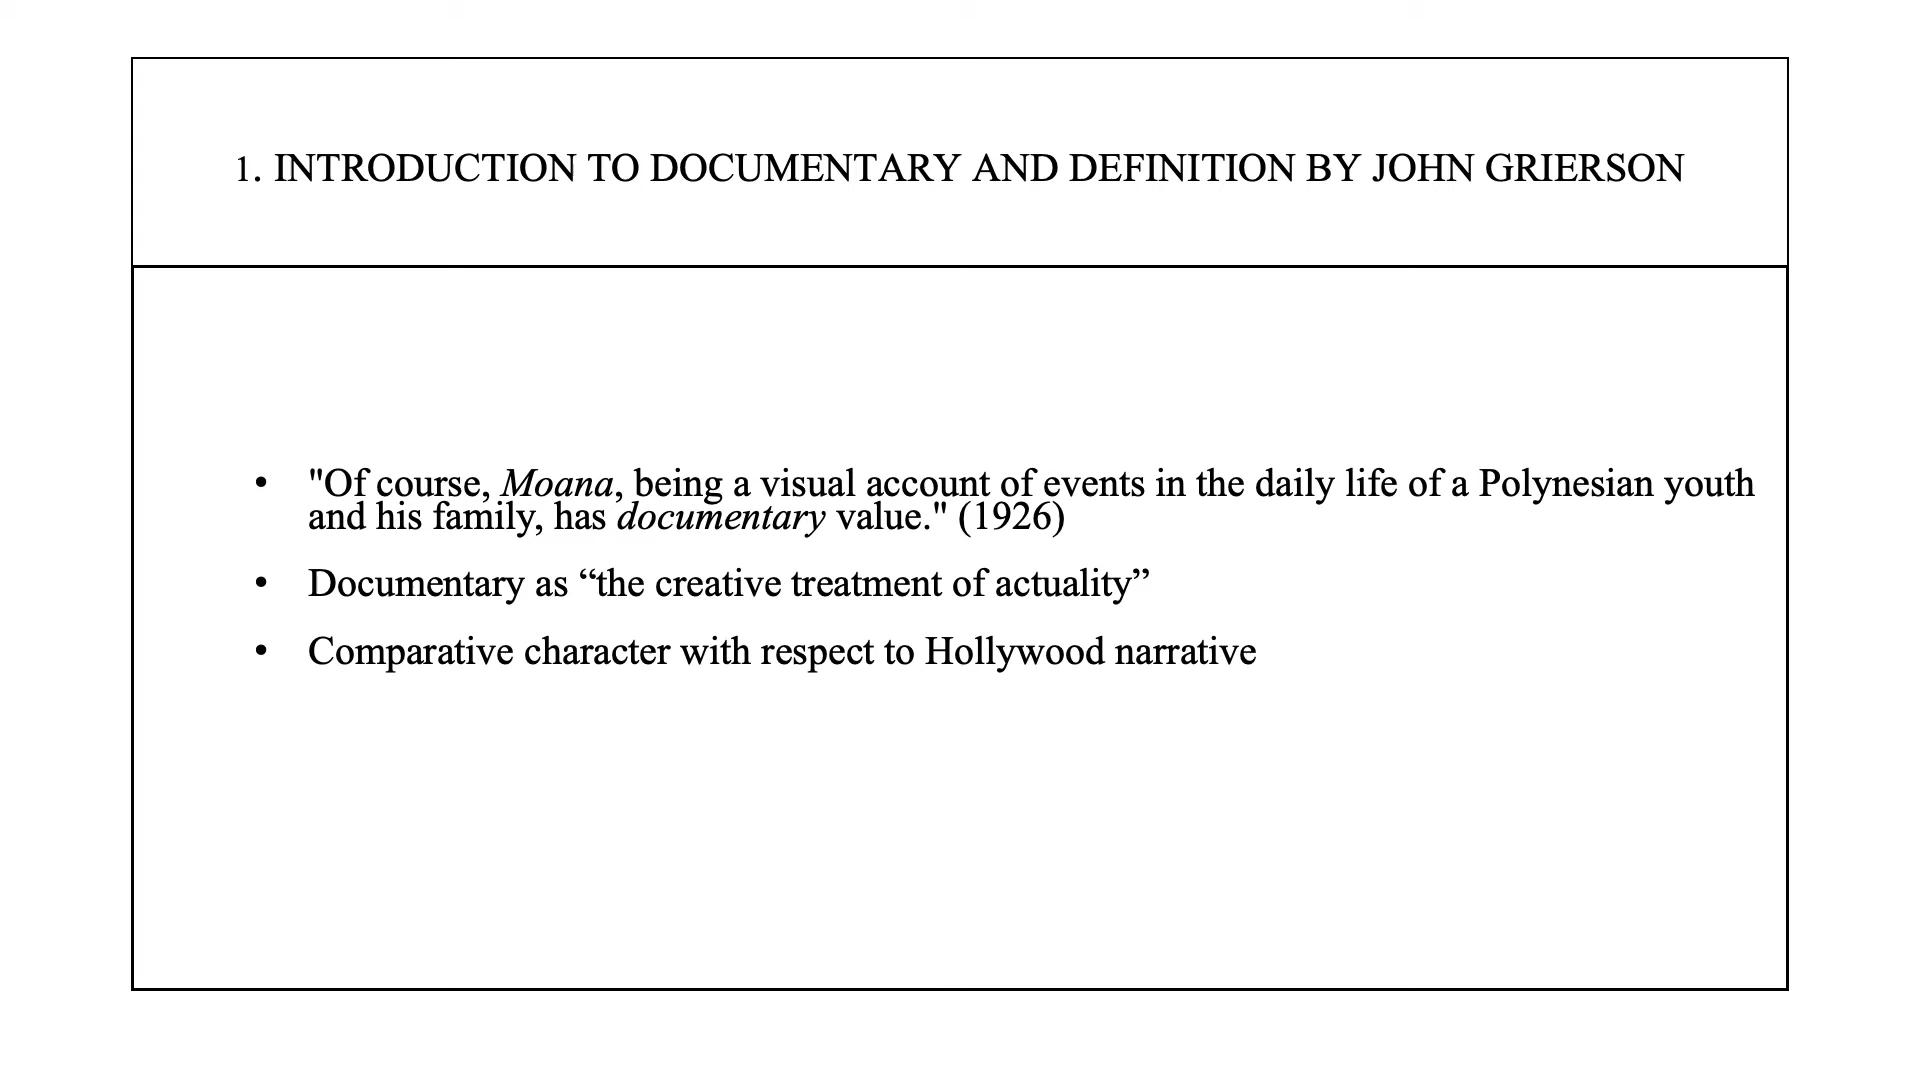 1. INTRODUCTION TO DOCUMENTARY AND DEFINITION BY JOHN GRIERSON
• "Of course, Moana, being a visual account of events in the daily life of a Polynesian youth
and his family, has documentary value." (1926)
• Documentary as “the creative treatment of actuality”
• Comparative character with respect to Hollywood narrative